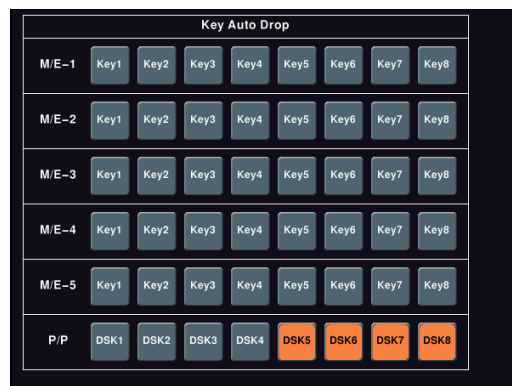 Key Auto Drop
M/E-1 Key1 Key2 Key3 Key4 Key5 Key6 Key7 Key8
M/E-2 Key1 Key2 Key3 Key4 Key5 Key6 Key7 Key8
M/E-3 Key1 Key2 Key3 Key4 Key5 Key6 Key7 Key8
M/E-4 Key1 Key2 Key3 Key4 Key5 Key6 Key7 Key8
M/E-5 Key1 Key2 Key3 Key4 Key5 Key6 Key7 Key8
P/P DSK1 DSK2 DSK3 DSK4 DSK5 DSK6 DSK7 DSK8